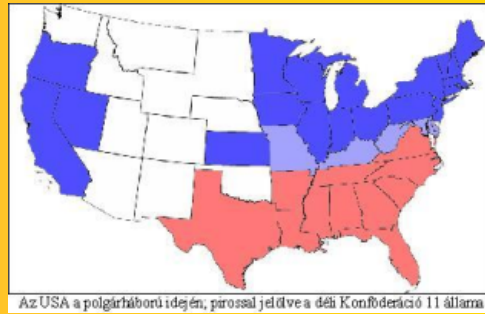 Az USA a polgárháború idején; pirossal jelölve a déli Konföderáció 11 állama